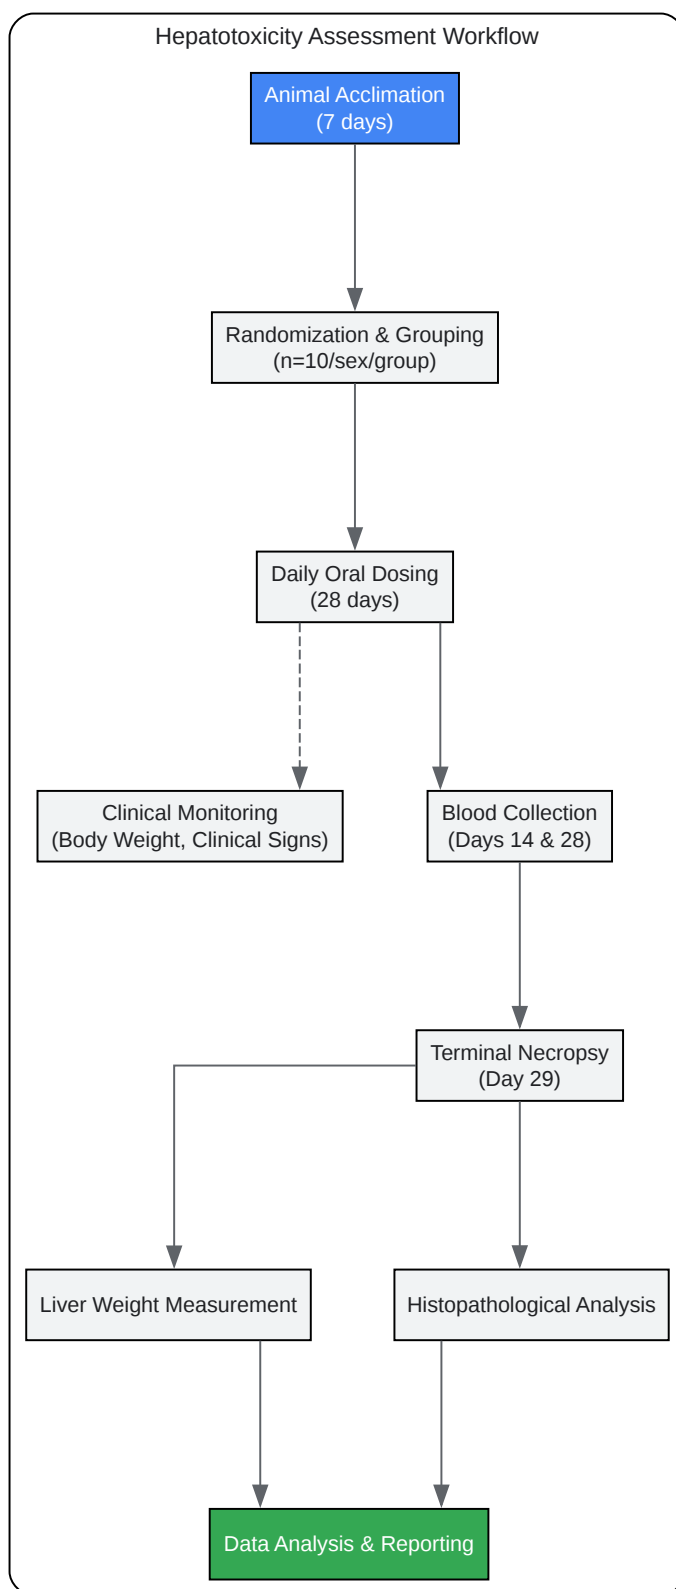 Hepatotoxicity Assessment Workflow
Animal Acclimation
(7 days)
Randomization & Grouping
(n=10/sex/group)
Daily Oral Dosing
(28 days)
Clinical Monitoring
(Body Weight, Clinical Signs)
Blood Collection
(Days 14 & 28)
Terminal Necropsy
(Day 29)
Liver Weight Measurement
Histopathological Analysis
Data Analysis & Reporting